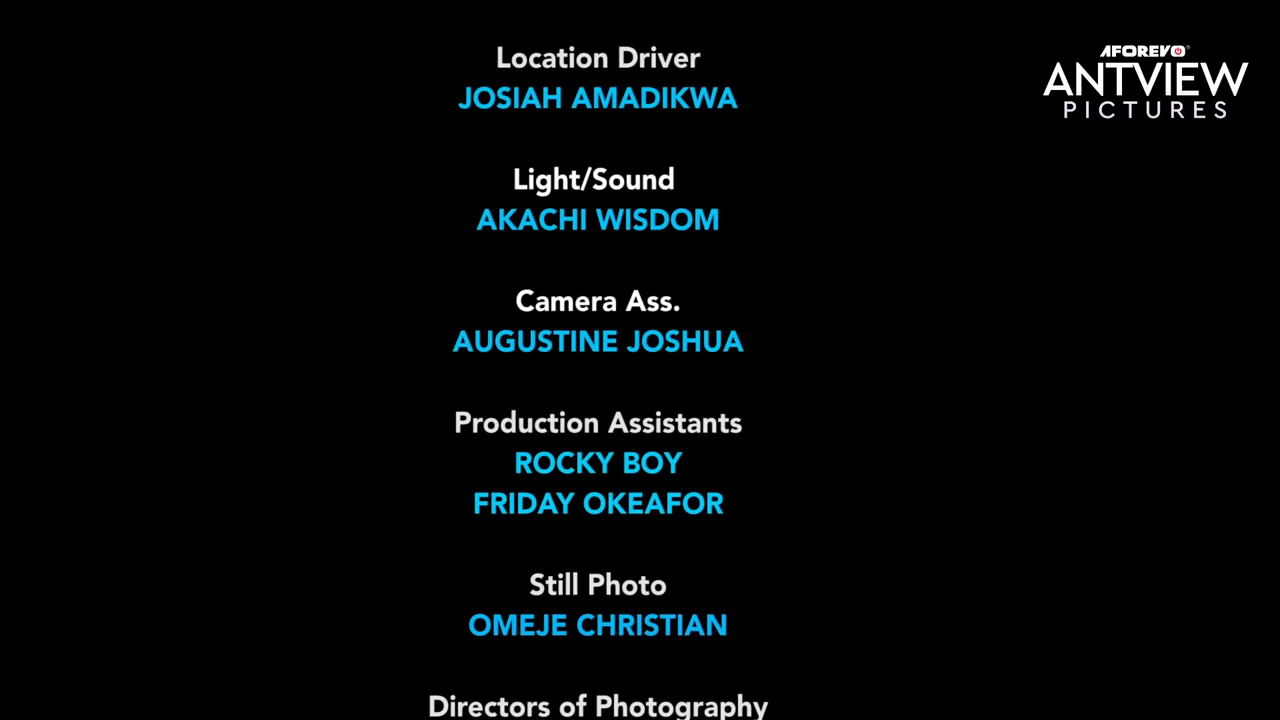 Location Driver
JOSIAH AMADIKWA
Light/Sound
AKACHI WISDOM
Camera Ass.
AUGUSTINE JOSHUA
Production Assistants
ROCKY BOY
FRIDAY OKEAFOR
Still Photo
OMEJE CHRISTIAN
Directors of Photography
AFOREVO
ANTVIEW
PICTURES